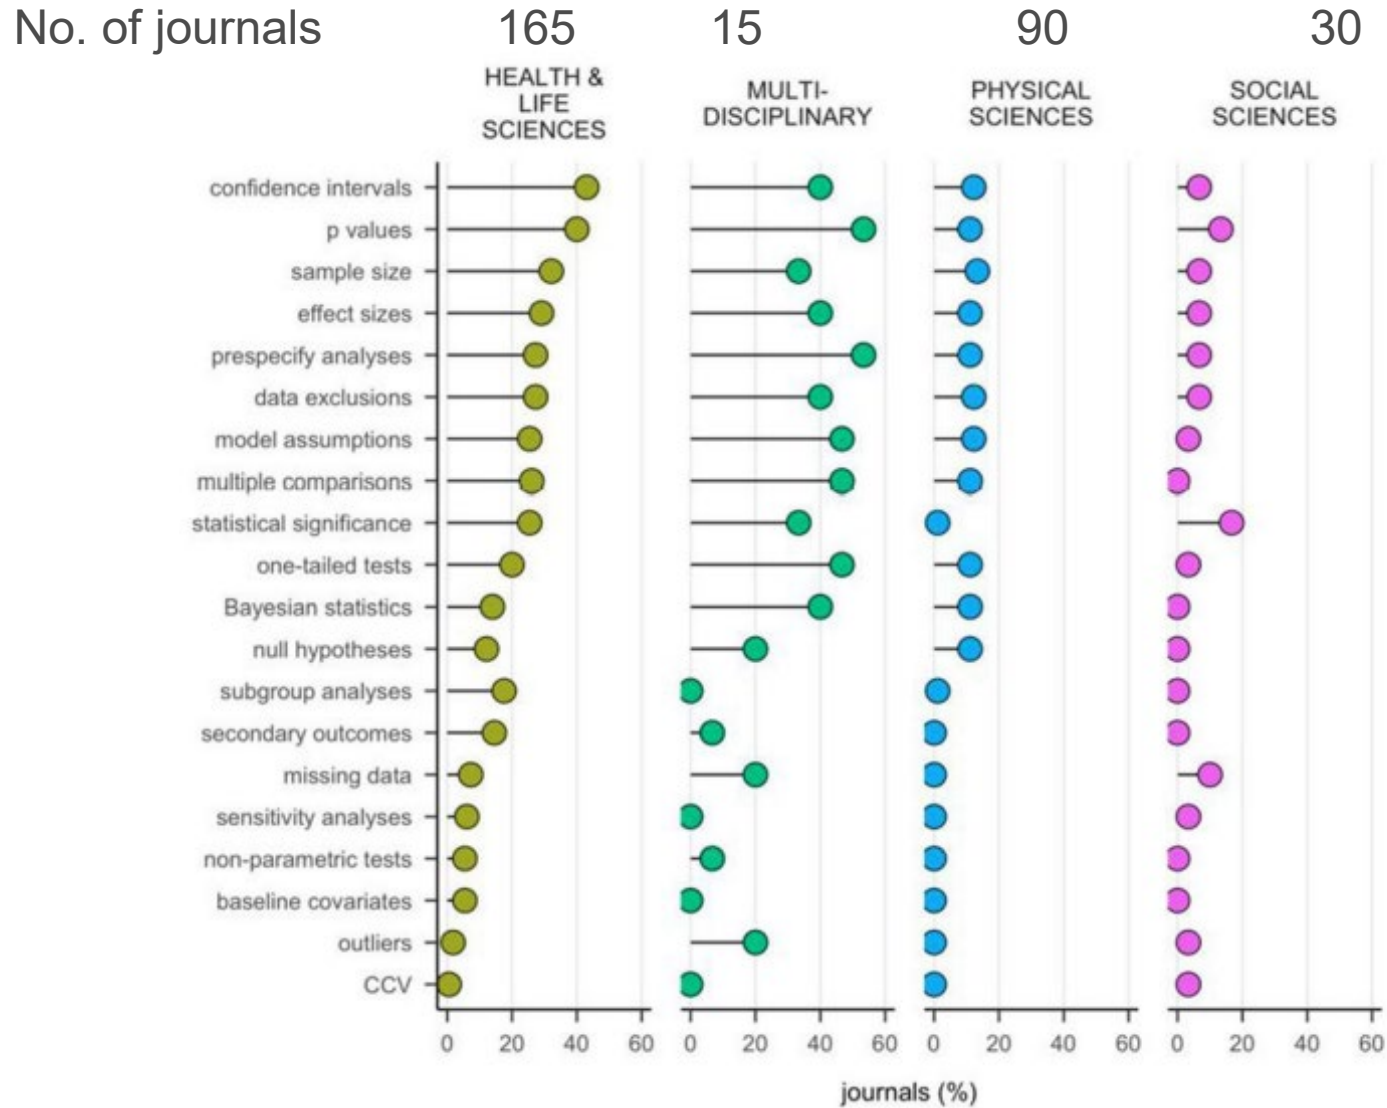 No. of journals 165 15 90 30
HEALTH &
LIFE
SCIENCES
MULTI-
DISCIPLINARY
PHYSICAL
SCIENCES
SOCIAL
SCIENCES
confidence intervals
p values
sample size
effect sizes
prespecify analyses
data exclusions
model assumptions
multiple comparisons
statistical significance
one-tailed tests
Bayesian statistics
null hypotheses
subgroup analyses
secondary outcomes
missing data
sensitivity analyses
non-parametric tests
baseline covariates
outliers
CCV
0 20 40 60 0 20 40 60 0 20 40 60 0 20 40 60
journals (%)